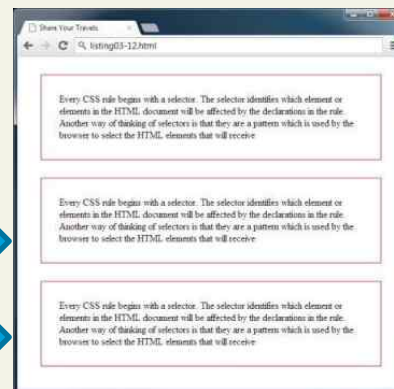 Share Your Travels
listing03-12.html
Every CSS rule begins with a selector. The selector identifies which element or
elements in the HTML document will be affected by the declarations in the rule.
Another way of thinking of selectors is that they are a pattern which is used by the
browser to select the HTML elements that will receive
Every CSS rule begins with a selector. The selector identifies which element or
elements in the HTML document will be affected by the declarations in the rule.
Another way of thinking of selectors is that they are a pattern which is used by the
browser to select the HTML elements that will receive
Every CSS rule begins with a selector. The selector identifies which element or
elements in the HTML document will be affected by the declarations in the rule.
Another way of thinking of selectors is that they are a pattern which is used by the
browser to select the HTML elements that will receive